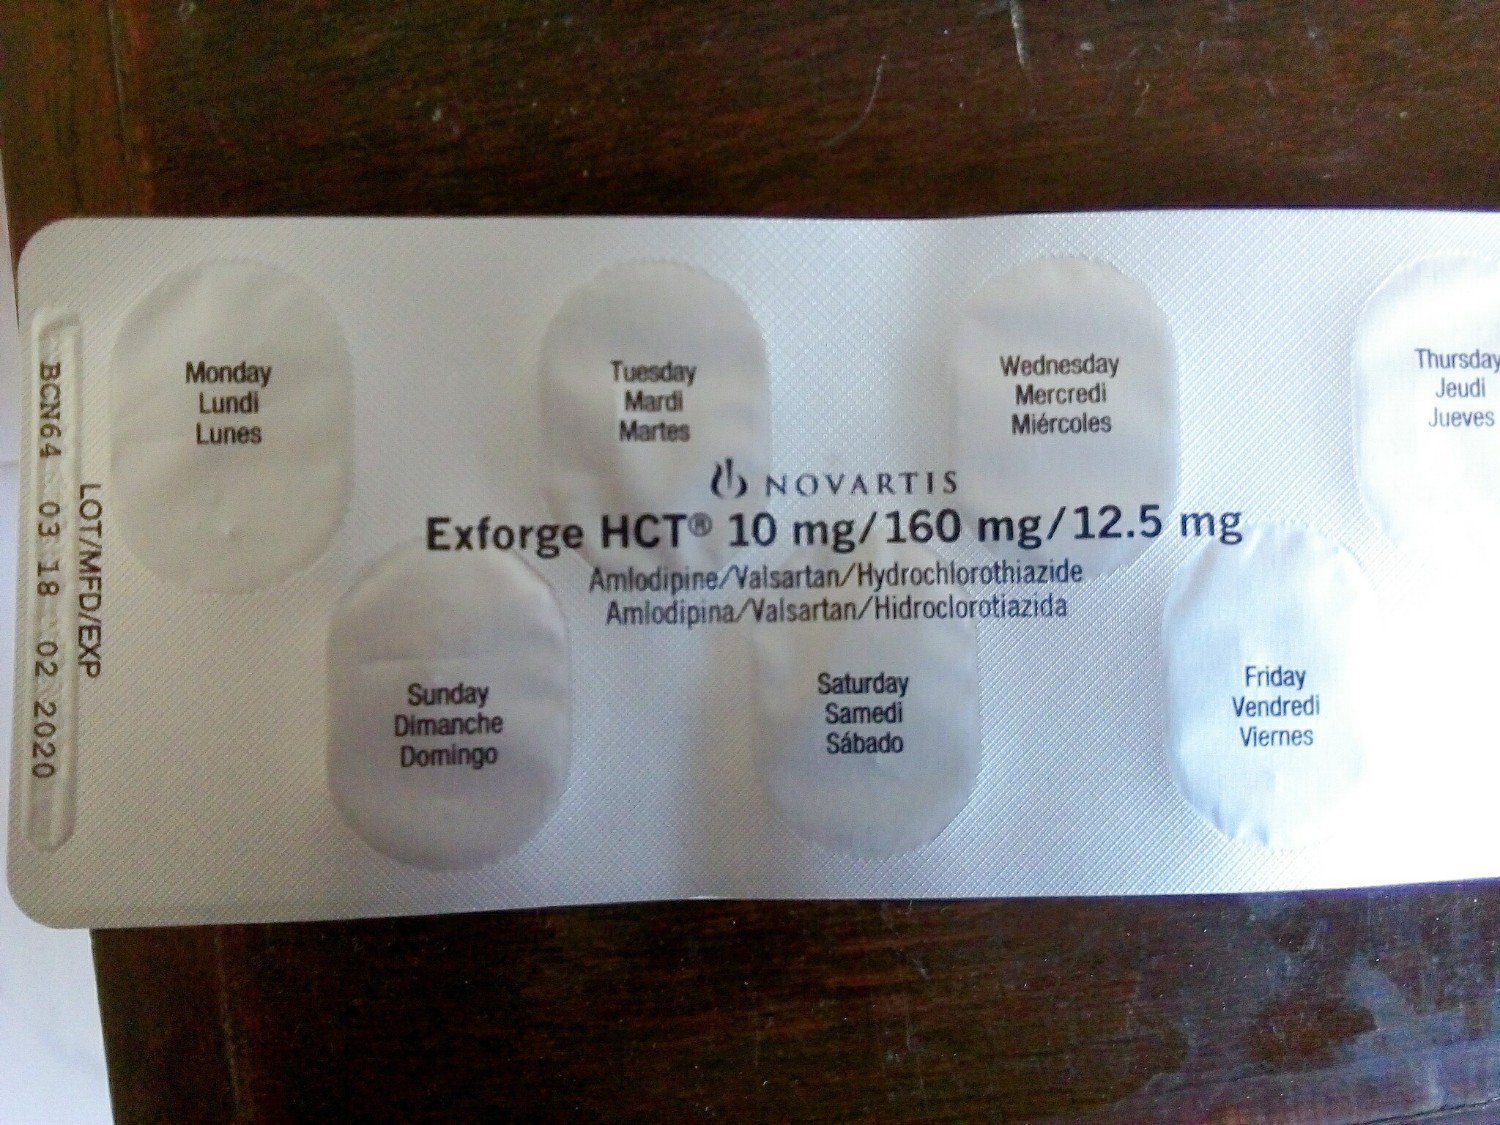 Monday
Lundi
Lunes
Tuesday
Mardi
Martes
Wednesday
Mercredi
Miércoles
Thursday
Jeudi
Jueves
NOVARTIS
Exforge HCT® 10 mg/160 mg/12.5 mg
Amlodipine/Valsartan/Hydrochlorothiazide
Amlodipina/Valsartan/Hidroclorotiazida
Sunday
Dimanche
Domingo
Saturday
Samedi
Sábado
Friday
Vendredi
Viernes
LOT/MFD/EXP
BCN64 03 18 02 2020